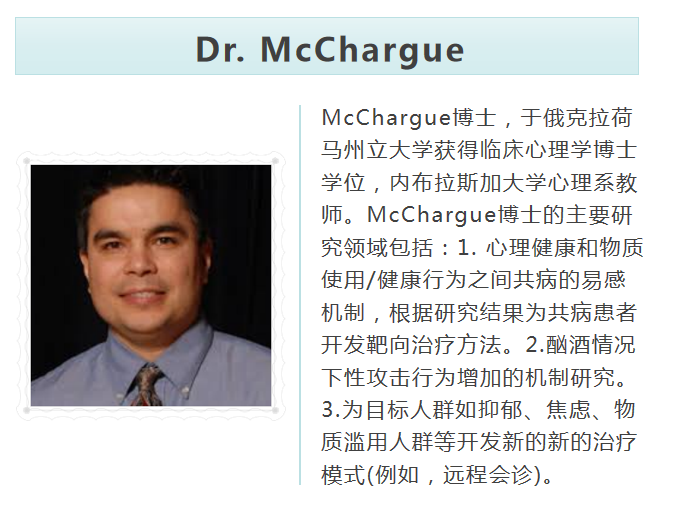 Dr. McChargue
McChargue博士，于俄克拉荷
马州立大学获得临床心理学博士
学位，内布拉斯加大学心理系教
师。McChargue博士的主要研
究领域包括：1. 心理健康和物质
使用/健康行为之间共病的易感
机制，根据研究结果为共病患者
开发靶向治疗方法。2.酗酒情况
下性攻击行为增加的机制研究。
3.为目标人群如抑郁、焦虑、物
质滥用人群等开发新的新的治疗
模式(例如，远程会诊)。